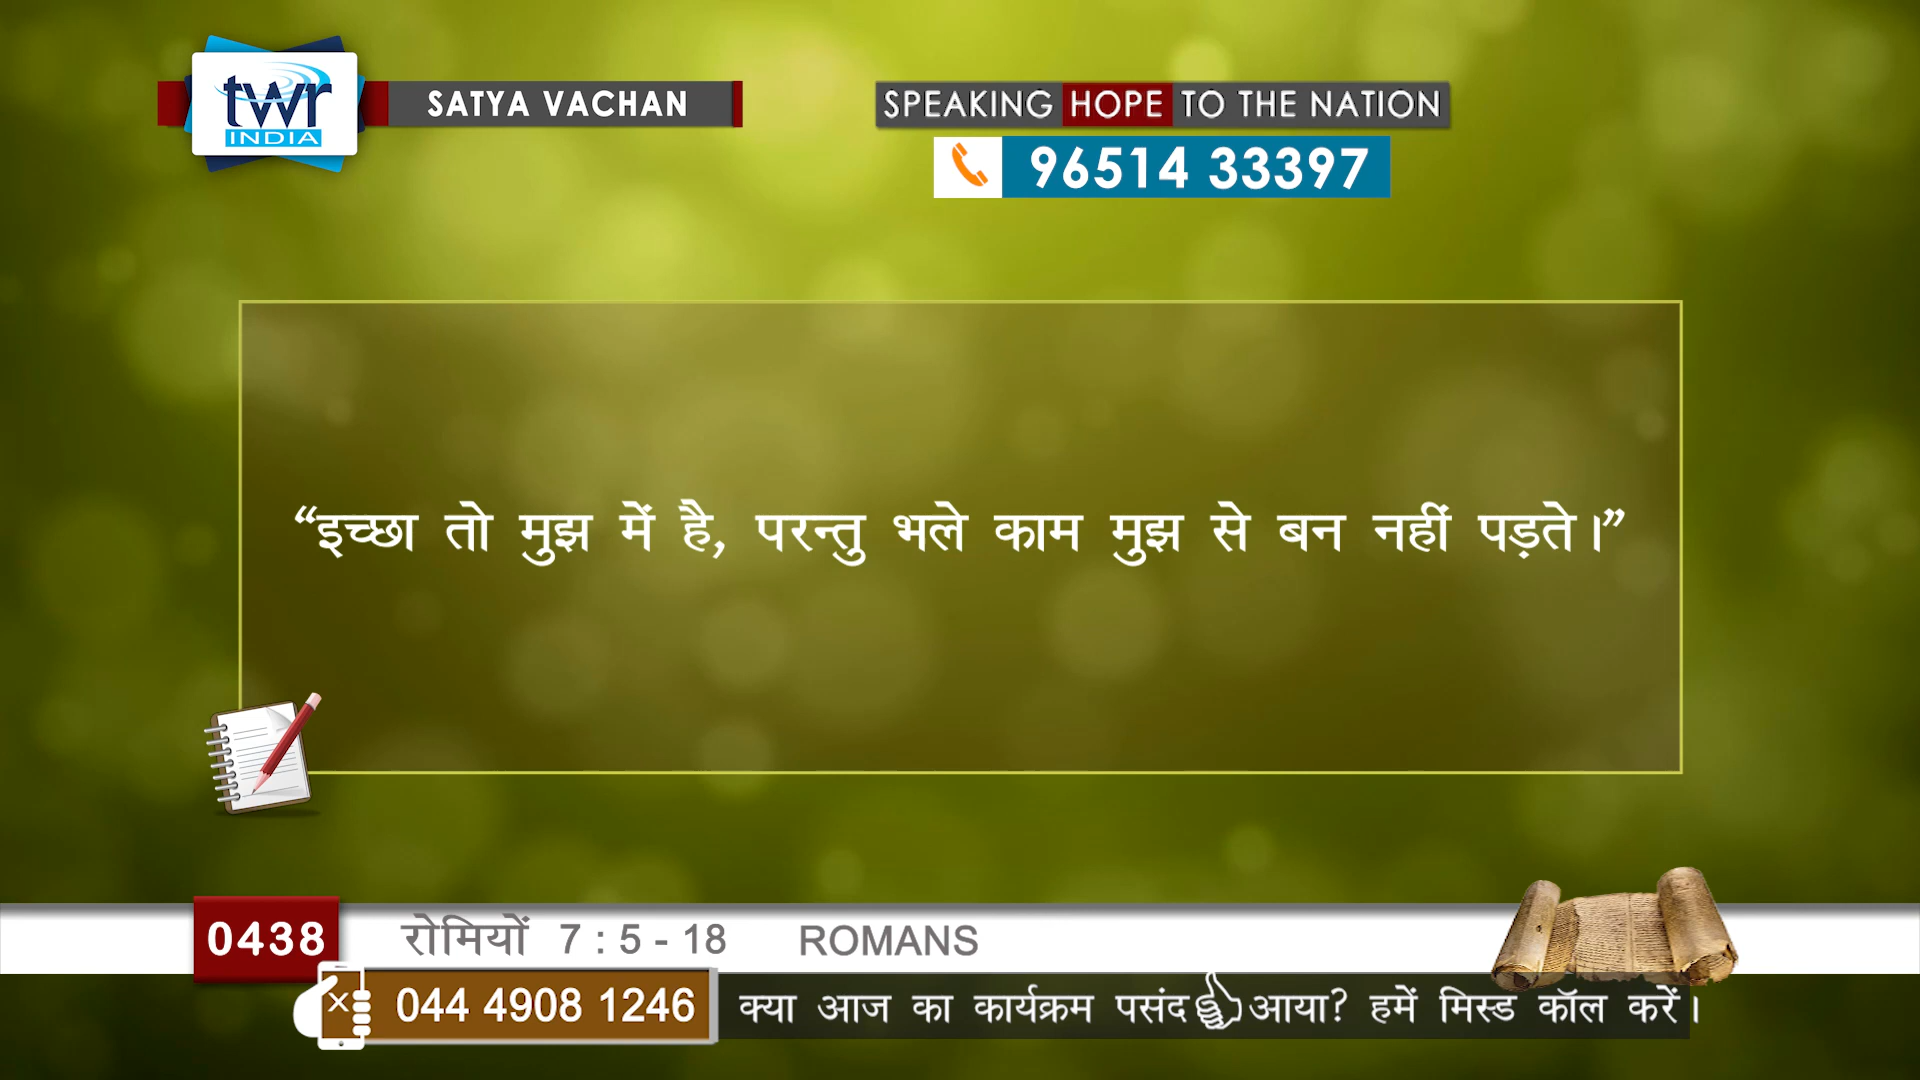 twr
INDIA
SATYA VACHAN
SPEAKING HOPE TO THE NATION
96514 33397
“इच्छा तो मुझ में है, परन्तु भले काम मुझ से बन नहीं पड़ते।”
0438 रोमियों 7 : 5 - 18 ROMANS
044 4908 1246 क्या आज का कार्यक्रम पसंद आया? हमें मिस्ड कॉल करें।